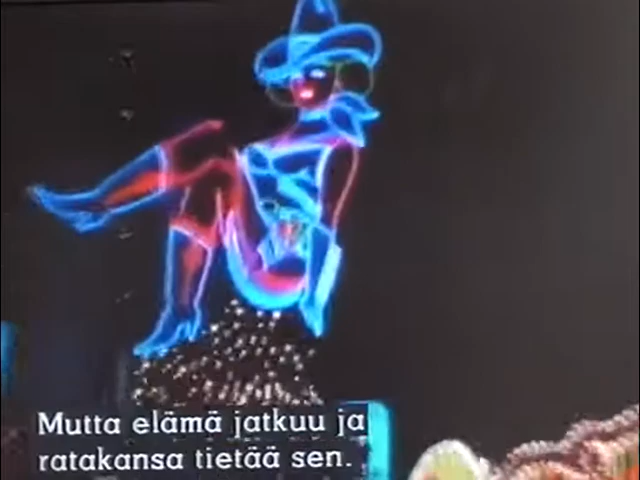 Mutta elämä jatkuu ja
ratakansa tietää sen.